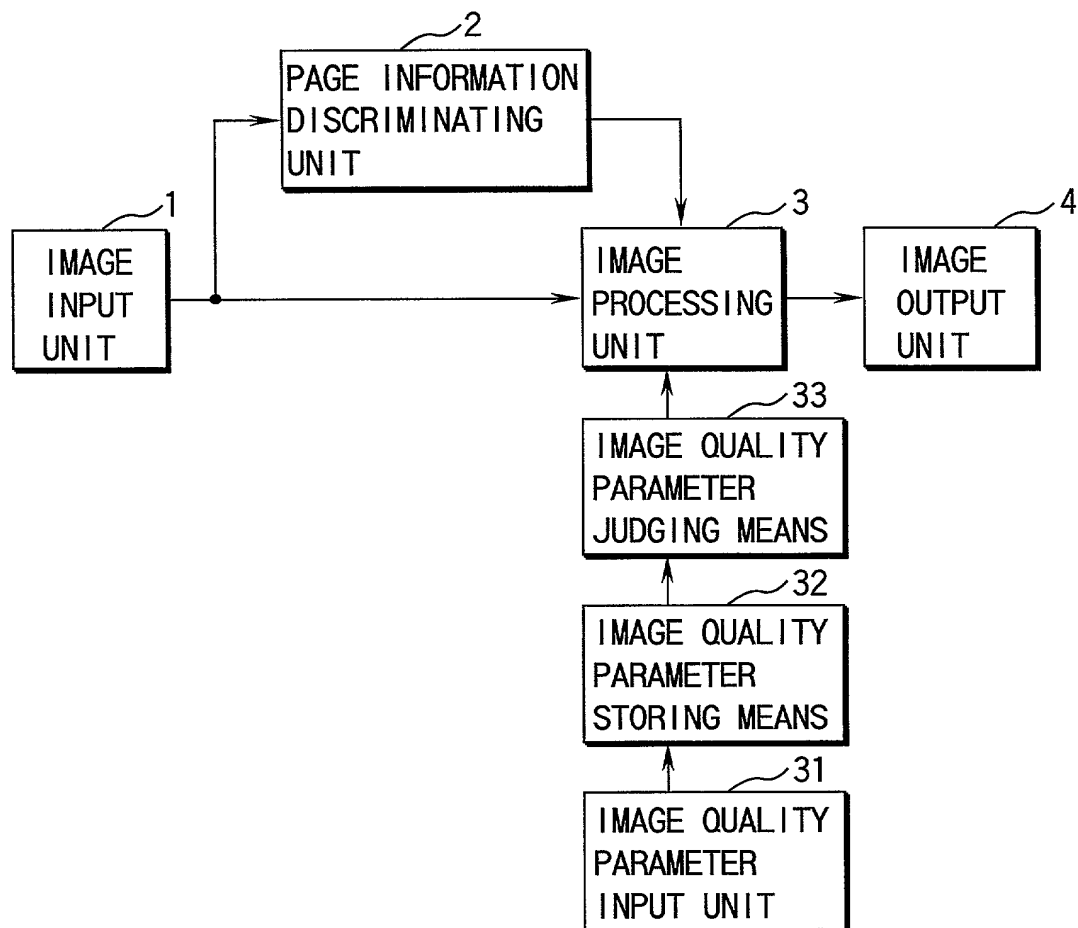 2
PAGE INFORMATION
DISCRIMINATING
UNIT
1
IMAGE
INPUT
UNIT
3
IMAGE
PROCESSING
UNIT
4
IMAGE
OUTPUT
UNIT
33
IMAGE QUALITY
PARAMETER
JUDGING MEANS
32
IMAGE QUALITY
PARAMETER
STORING MEANS
31
IMAGE QUALITY
PARAMETER
INPUT UNIT